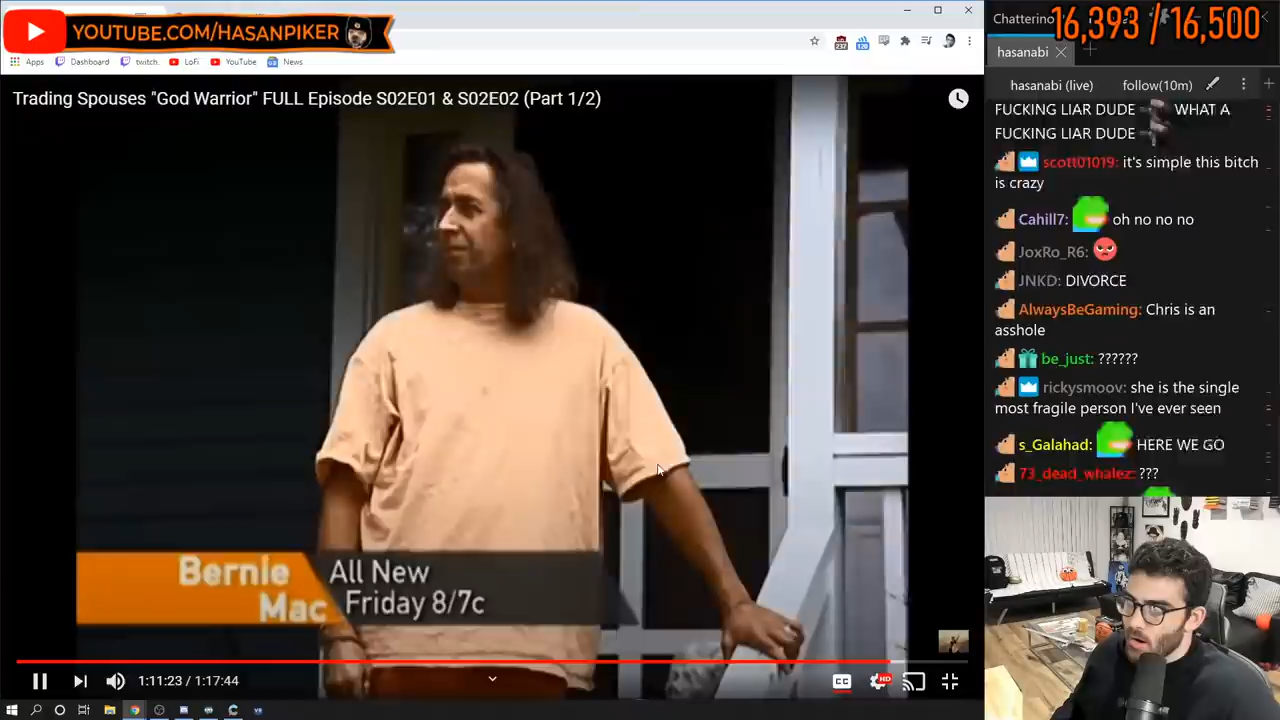 YOUTUBE.COM/HASANPIKER
Apps
Dashboard
twitch
LoFi
YouTube
News
Trading Spouses "God Warrior" FULL Episode S02E01 & S02E02 (Part 1/2)
Bernie
Mac
All New
Friday 8/7c
1:11:23 / 1:17:44
CC
HD
Chatterino
16,393 / 16,500
hasanabi
hasanabi (live)
follow(10m)
FUCKING LIAR DUDE WHAT A
FUCKING LIAR DUDE
scott01019: it's simple this bitch
is crazy
Cahill7: oh no no no
JoxRo_R6:
JNKD: DIVORCE
AlwaysBeGaming: Chris is an
asshole
be_just: ??????
rickysmoov: she is the single
most fragile person I've ever seen
s_Galahad: HERE WE GO
73_dead_whalez: ???